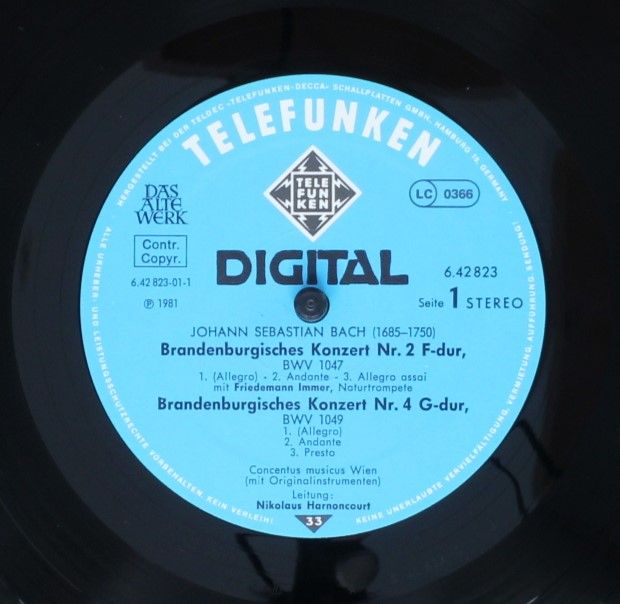 HERGESTELLT BEI DER TELDEC ‹TELEFUNKEN-DECCA› SCHALLPLATTEN GMBH, HAMBURG 19, GERMANY
TELEFUNKEN
TELE
FUN
KEN
DAS
ALTE
WERK
LC 0366
Contr.
Copyr.
DIGITAL
6.42823-01-1
6.42823
℗ 1981
Seite 1 STEREO
JOHANN SEBASTIAN BACH (1685–1750)
Brandenburgisches Konzert Nr. 2 F-dur,
BWV 1047
1. (Allegro) - 2. Andante - 3. Allegro assai
mit Friedemann Immer, Naturtrompete
Brandenburgisches Konzert Nr. 4 G-dur,
BWV 1049
1. (Allegro)
2. Andante
3. Presto
Concentus musicus Wien
(mit Originalinstrumenten)
Leitung:
Nikolaus Harnoncourt
33
ALLE URHEBER- UND LEISTUNGSSCHUTZRECHTE VORBEHALTEN. KEIN VERLEIH!
KEINE UNERLAUBTE VERVIELFÄLTIGUNG, VERMIETUNG, AUFFÜHRUNG, SENDUNG!